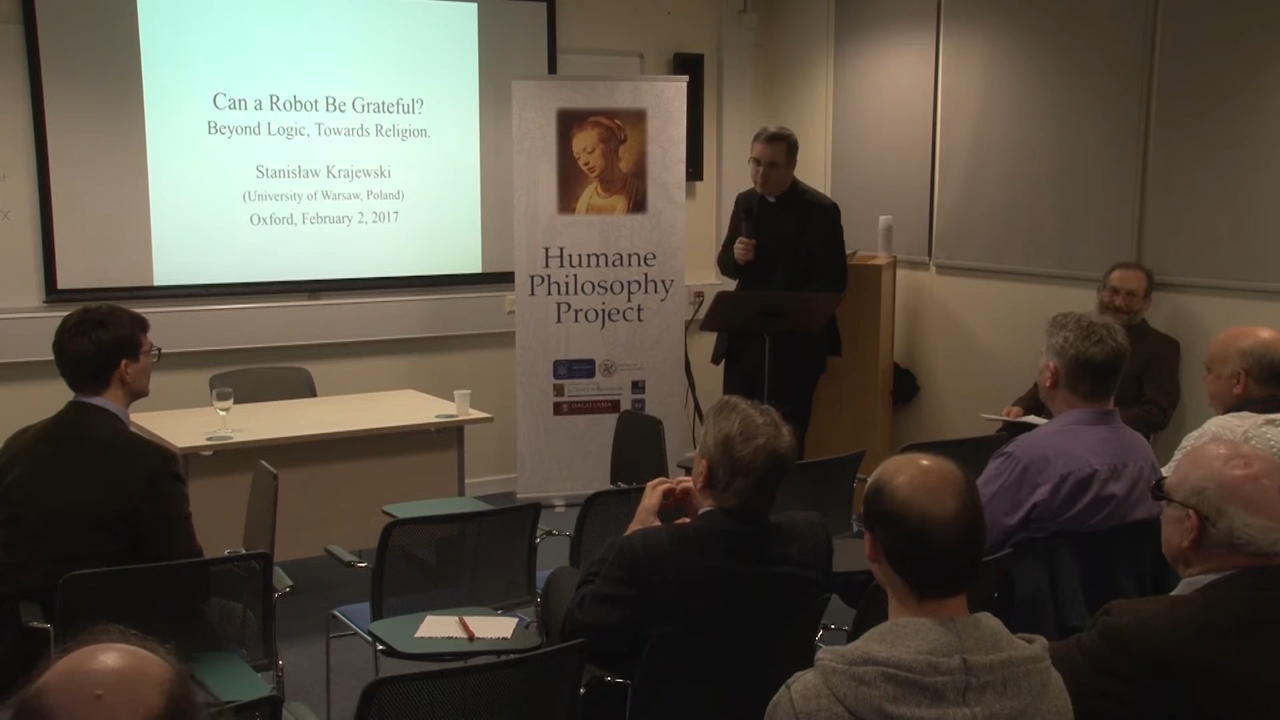 Can a Robot Be Grateful?
Beyond Logic, Towards Religion.
Stanisław Krajewski
(University of Warsaw, Poland)
Oxford, February 2, 2017
Humane
Philosophy
Project